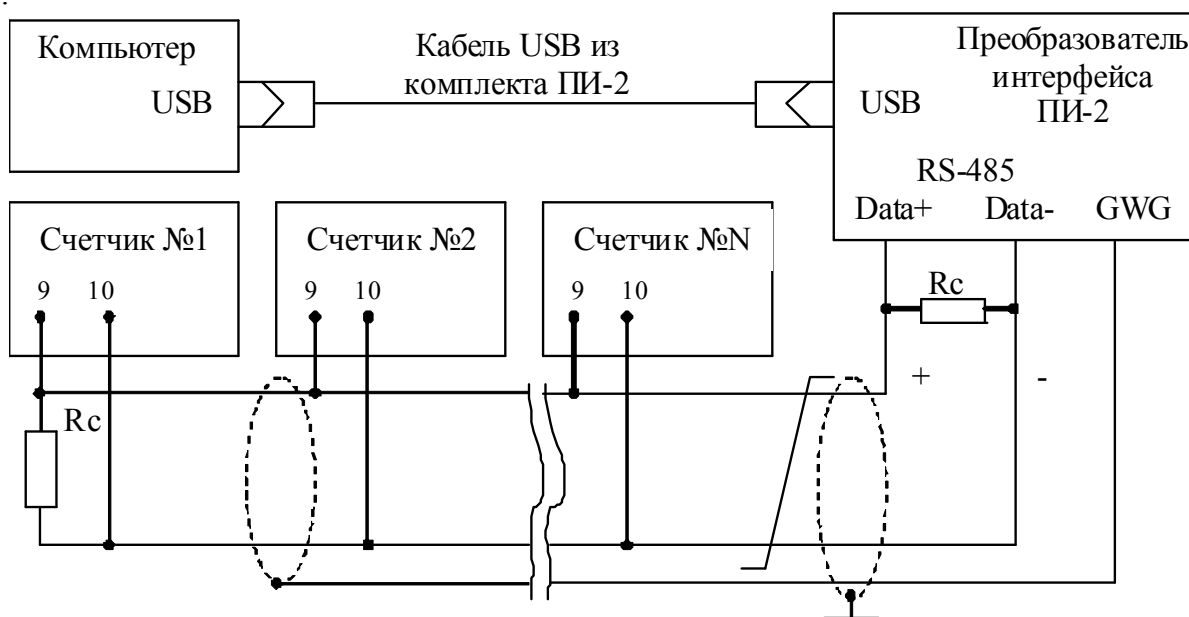 Компьютер
USB
Кабель USB из
комплекта ПИ-2
Преобразователь
интерфейса
ПИ-2
USB
RS-485
Data+ Data- GWG
Счетчик №1
9 10
Счетчик №2
9 10
Счетчик №N
9 10
Rc
Rc
+ -